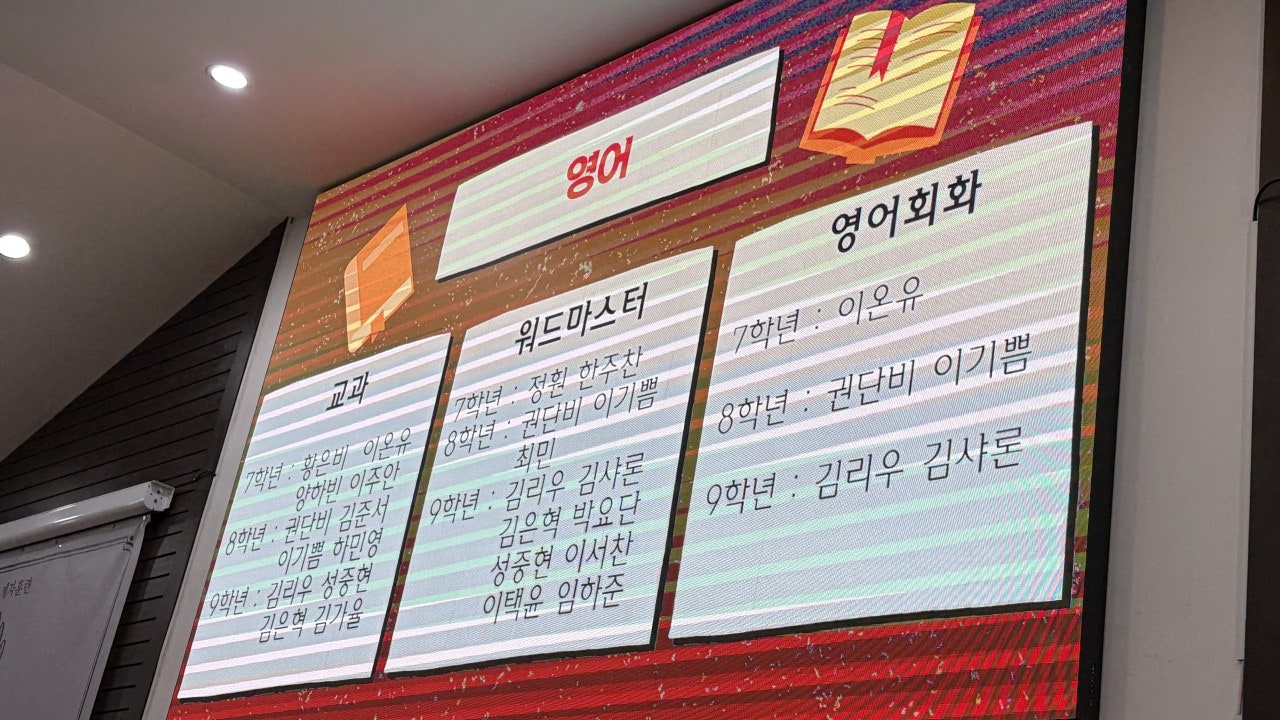 영어
교과
7학년 : 황은비 이온유
양하빈 이주안
8학년 : 권단비 김준서
이기쁨 하민영
9학년 : 김리우 성중현
김은혁 김가율
워드마스터
7학년 : 정훤 한주찬
8학년 : 권단비 이기쁨
최민
9학년 : 김리우 김샤론
김은혁 박요단
성중현 이서찬
이택윤 임하준
영어회화
7학년 : 이온유
8학년 : 권단비 이기쁨
9학년 : 김리우 김샤론
제자훈련